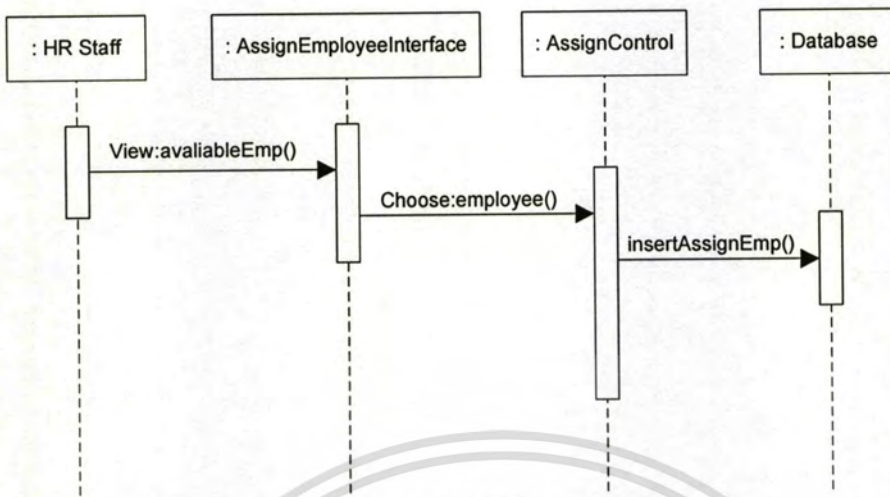 : HR Staff
: AssignEmployeeInterface
: AssignControl
: Database
View:avaliableEmp()
Choose:employee()
insertAssignEmp()